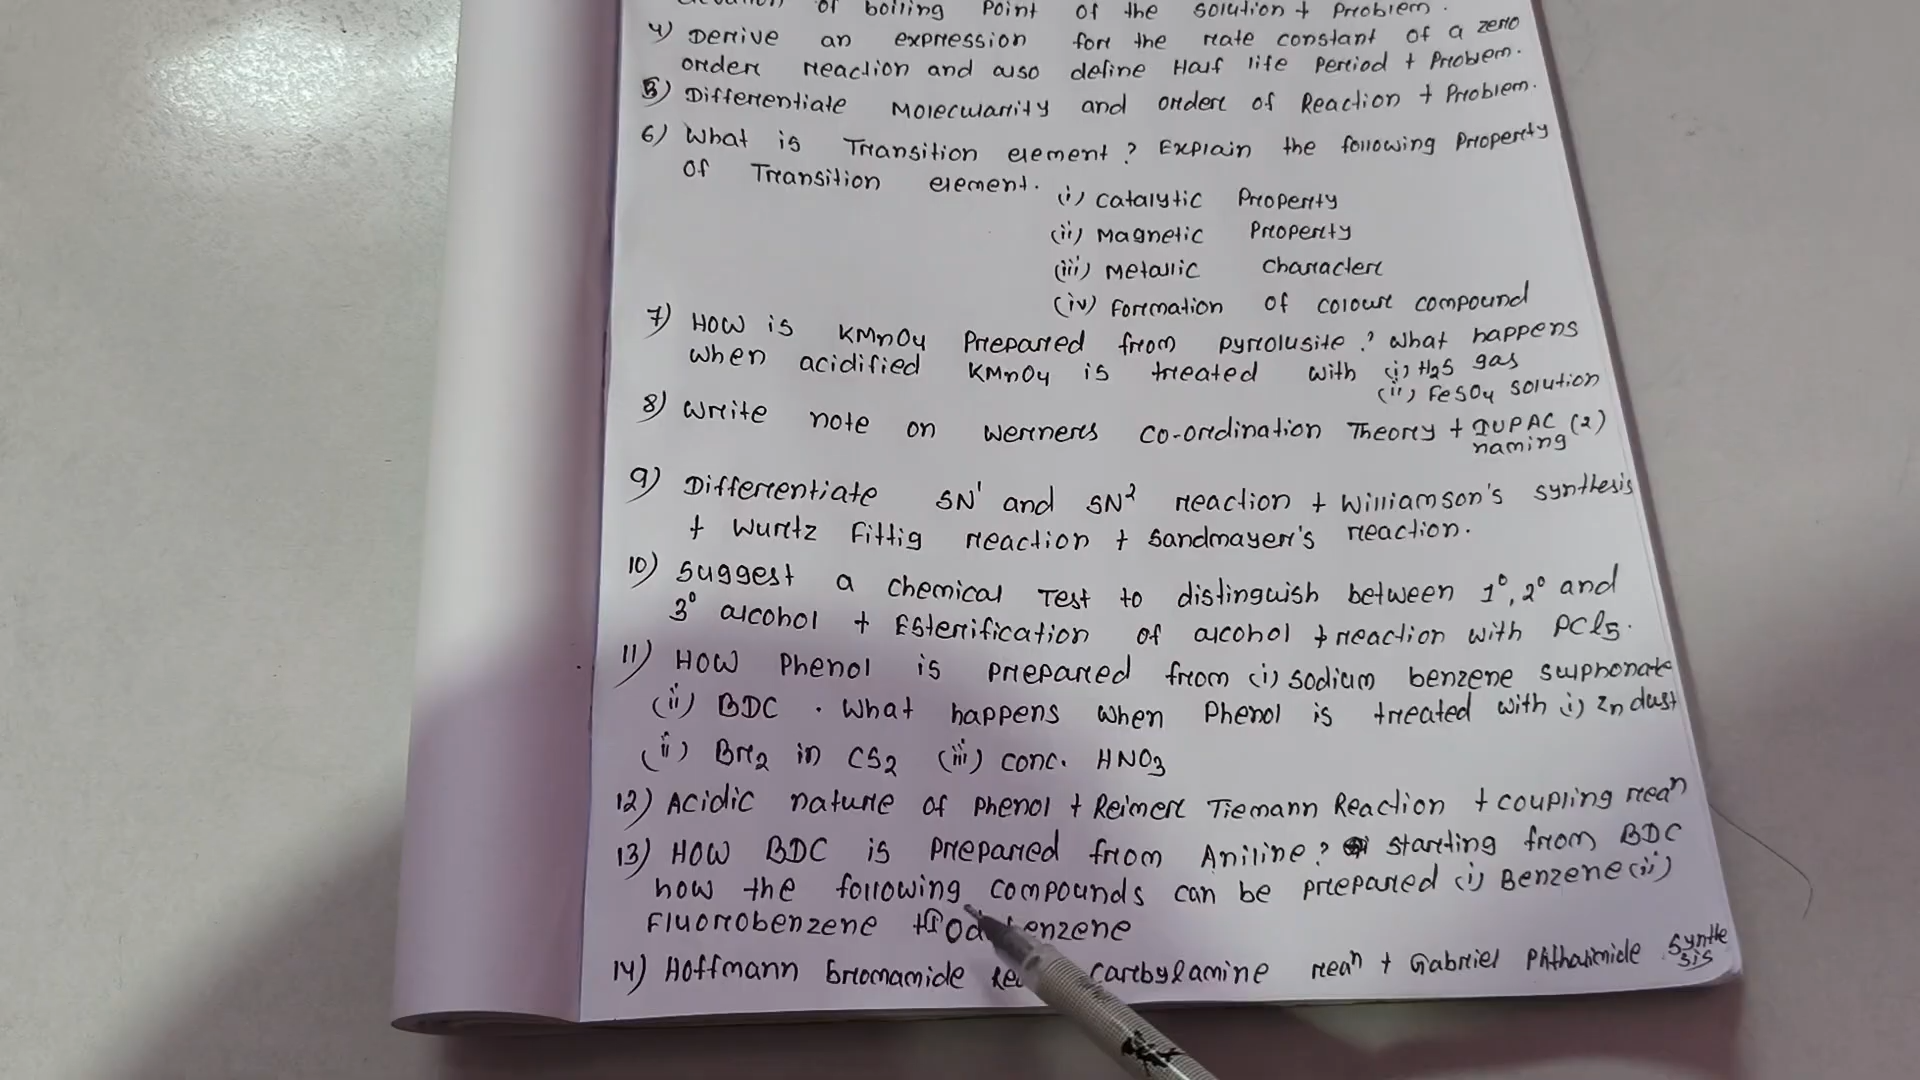 of boiling Point of the solution + Problem.
4) Derive an expression for the rate constant of a zero
order reaction and also define Half life Period + Problem.
5) Differentiate Molecularity and order of Reaction + Problem.
6) What is Transition element? Explain the following Property
of Transition element.
(i) Catalytic Property
(ii) Magnetic Property
(iii) Metallic Character
(iv) Formation of colour compound
7) How is KMnO4 Prepared from pyrolusite? What happens
when acidified KMnO4 is treated with (i) H2S gas
(ii) FeSO4 solution
8) Write note on Werners Co-ordination Theory + IUPAC (2)
naming
9) Differentiate SN1 and SN2 reaction + Williamson's synthesis
+ Wurtz Fittig reaction + Sandmayer's reaction.
10) Suggest a chemical Test to distinguish between 1°, 2° and
3° alcohol + Esterification of alcohol + reaction with PCl5.
11) How Phenol is prepared from (i) sodium benzene sulphonate
(ii) BDC. What happens when Phenol is treated with (i) Zn dust
(ii) Br2 in CS2 (iii) conc. HNO3
12) Acidic nature of Phenol + Reimer Tiemann Reaction + coupling rean
13) How BDC is prepared from Aniline? starting from BDC
how the following compounds can be prepared (i) Benzene (ii)
Fluorobenzene
14) Hoffmann bromamide Carbylamine rean + Gabriel Phthalimide Synthe
sis